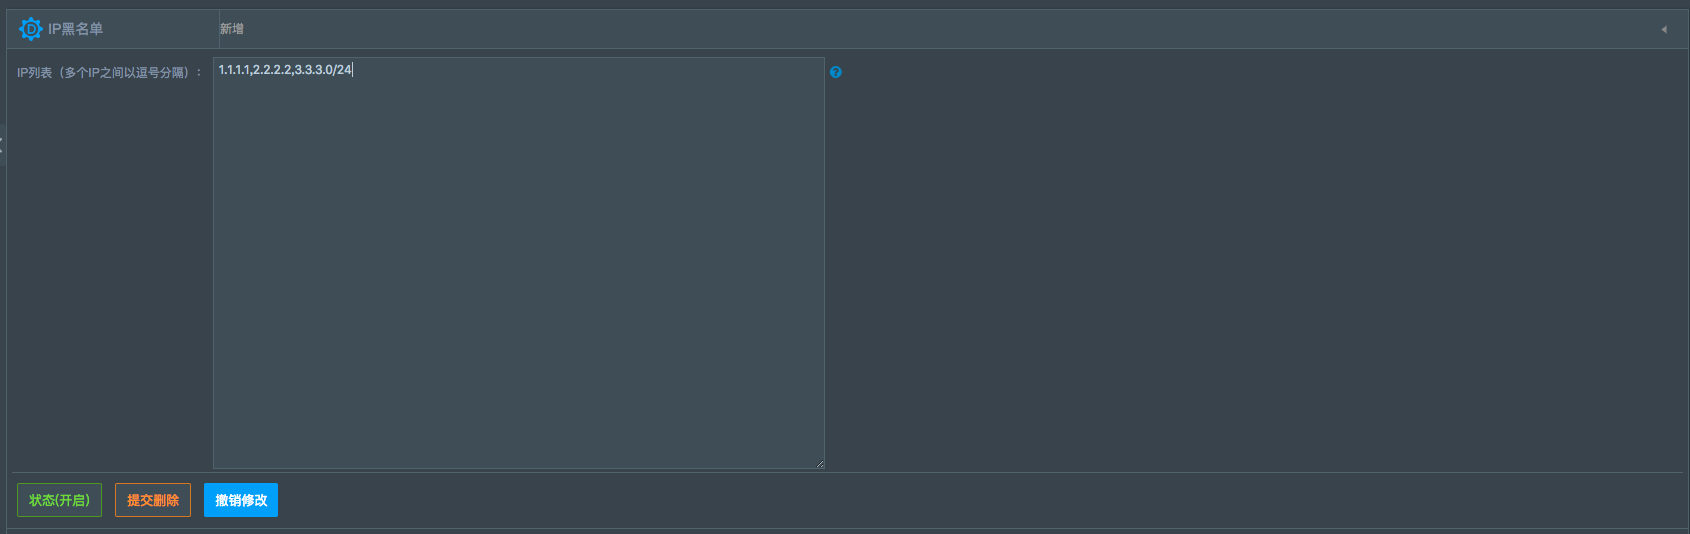 D IP黑名单 新增
IP列表（多个IP之间以逗号分隔）： 1.1.1.1,2.2.2.2,3.3.3.0/24 ?
状态(开启) 提交删除 撤销修改